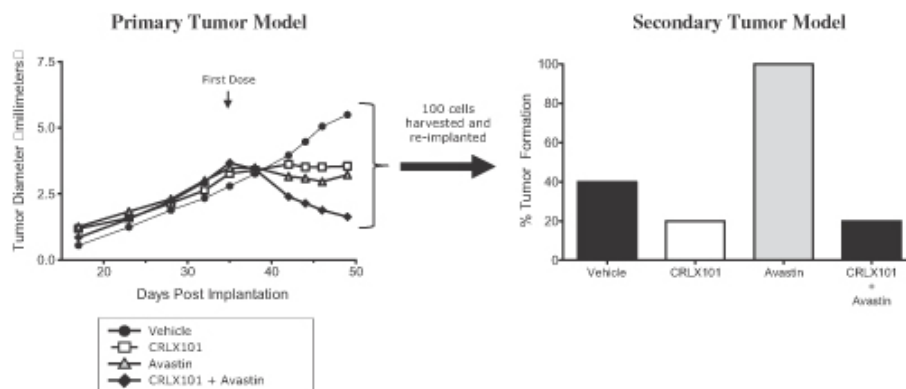 Primary Tumor Model
Secondary Tumor Model
Tumor Diameter □millimeters□
7.5
5.0
2.5
0.0
First Dose
20
30
40
50
Days Post Implantation
Vehicle
CRLX101
Avastin
CRLX101 + Avastin
100 cells
harvested and
re-implanted
% Tumor Formation
100
80
60
40
20
0
Vehicle
CRLX101
Avastin
CRLX101
+
Avastin